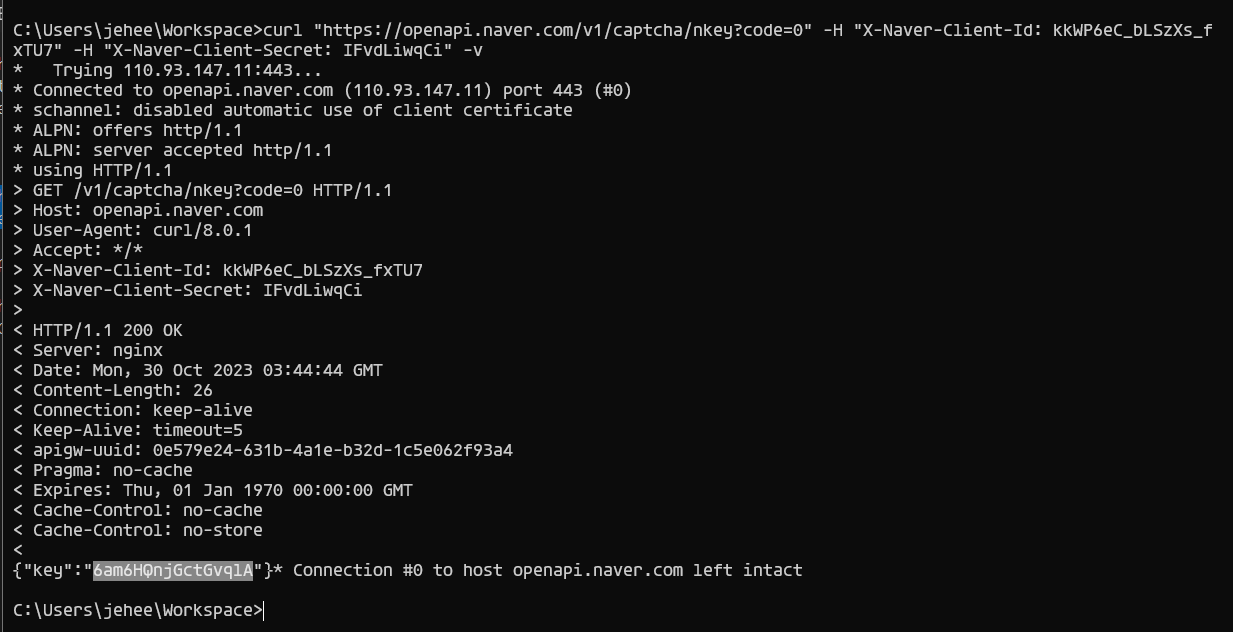 C:\Users\jehee\Workspace>curl "https://openapi.naver.com/v1/captcha/nkey?code=0" -H "X-Naver-Client-Id: kkWP6eC_bLSzXs_f
xTU7" -H "X-Naver-Client-Secret: IFvdLiwqCi" -v
*   Trying 110.93.147.11:443...
* Connected to openapi.naver.com (110.93.147.11) port 443 (#0)
* schannel: disabled automatic use of client certificate
* ALPN: offers http/1.1
* ALPN: server accepted http/1.1
* using HTTP/1.1
> GET /v1/captcha/nkey?code=0 HTTP/1.1
> Host: openapi.naver.com
> User-Agent: curl/8.0.1
> Accept: */*
> X-Naver-Client-Id: kkWP6eC_bLSzXs_fxTU7
> X-Naver-Client-Secret: IFvdLiwqCi
>
< HTTP/1.1 200 OK
< Server: nginx
< Date: Mon, 30 Oct 2023 03:44:44 GMT
< Content-Length: 26
< Connection: keep-alive
< Keep-Alive: timeout=5
< apigw-uuid: 0e579e24-631b-4a1e-b32d-1c5e062f93a4
< Pragma: no-cache
< Expires: Thu, 01 Jan 1970 00:00:00 GMT
< Cache-Control: no-cache
< Cache-Control: no-store
<
{"key":"6am6HQnjGctGvqlA"}* Connection #0 to host openapi.naver.com left intact
C:\Users\jehee\Workspace>